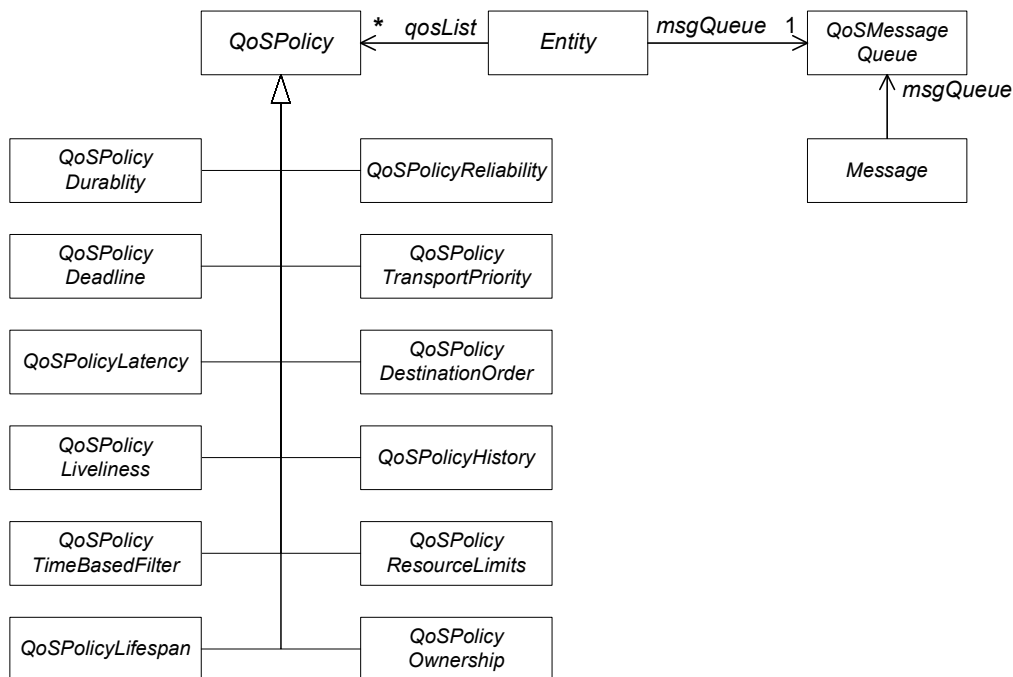 QoSPolicy
* qosList
Entity
msgQueue 1
QoSMessage
Queue
msgQueue
Message
QoSPolicy
Durablity
QoSPolicyReliability
QoSPolicy
Deadline
QoSPolicy
TransportPriority
QoSPolicyLatency
QoSPolicy
DestinationOrder
QoSPolicy
Liveliness
QoSPolicyHistory
QoSPolicy
TimeBasedFilter
QoSPolicy
ResourceLimits
QoSPolicyLifespan
QoSPolicy
Ownership